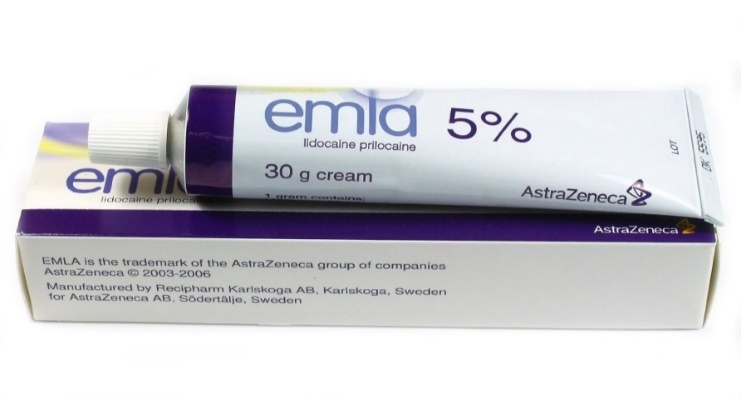 emla 5%
lidocaine prilocaine
30 g cream
1 gram contains:
AstraZeneca
LOT
emla
lidocaine
AstraZeneca
EMLA is the trademark of the AstraZeneca group of companies
AstraZeneca © 2003-2006
Manufactured by Recipharm Karlskoga AB, Karlskoga, Sweden
for AstraZeneca AB, Södertälje, Sweden